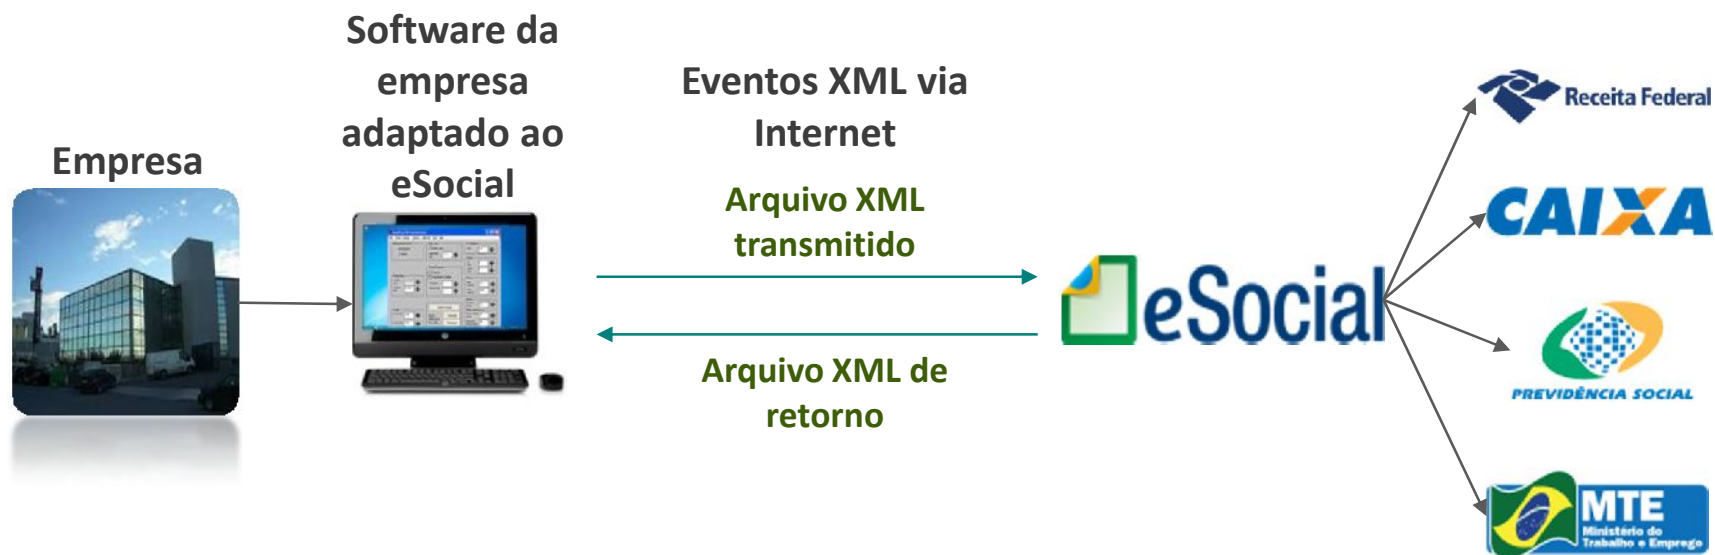 Empresa
Software da
empresa
adaptado ao
eSocial
Eventos XML via
Internet
Arquivo XML
transmitido
Arquivo XML de
retorno
eSocial
Receita Federal
CAIXA
PREVIDÊNCIA SOCIAL
MTE
Ministério do
Trabalho e Emprego